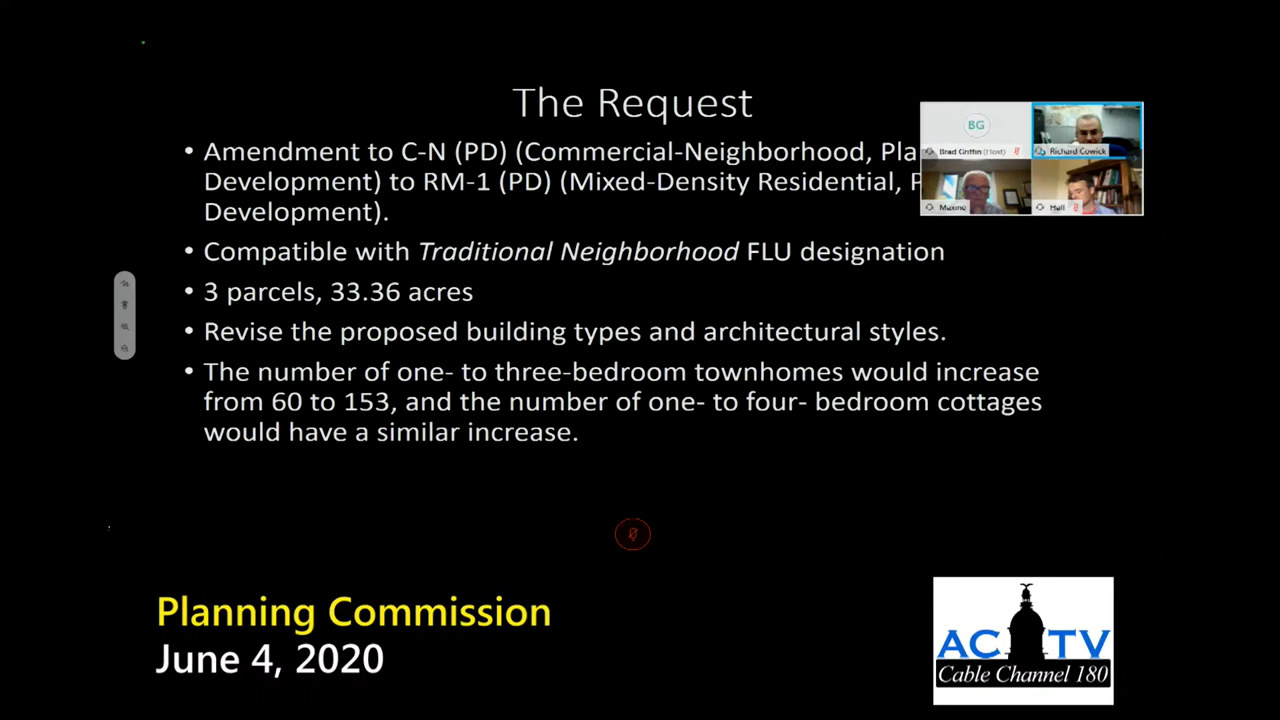 The Request
• Amendment to C-N (PD) (Commercial-Neighborhood,
Development) to RM-1 (PD) (Mixed-Density Residential,
Development).
• Compatible with Traditional Neighborhood FLU designation
• 3 parcels, 33.36 acres
• Revise the proposed building types and architectural styles.
• The number of one- to three-bedroom townhomes would increase
from 60 to 153, and the number of one- to four- bedroom cottages
would have a similar increase.
BG
Brad Griffin (Host)
Richard Cowick
Maxine
Hall
Planning Commission
June 4, 2020
AC TV
Cable Channel 180